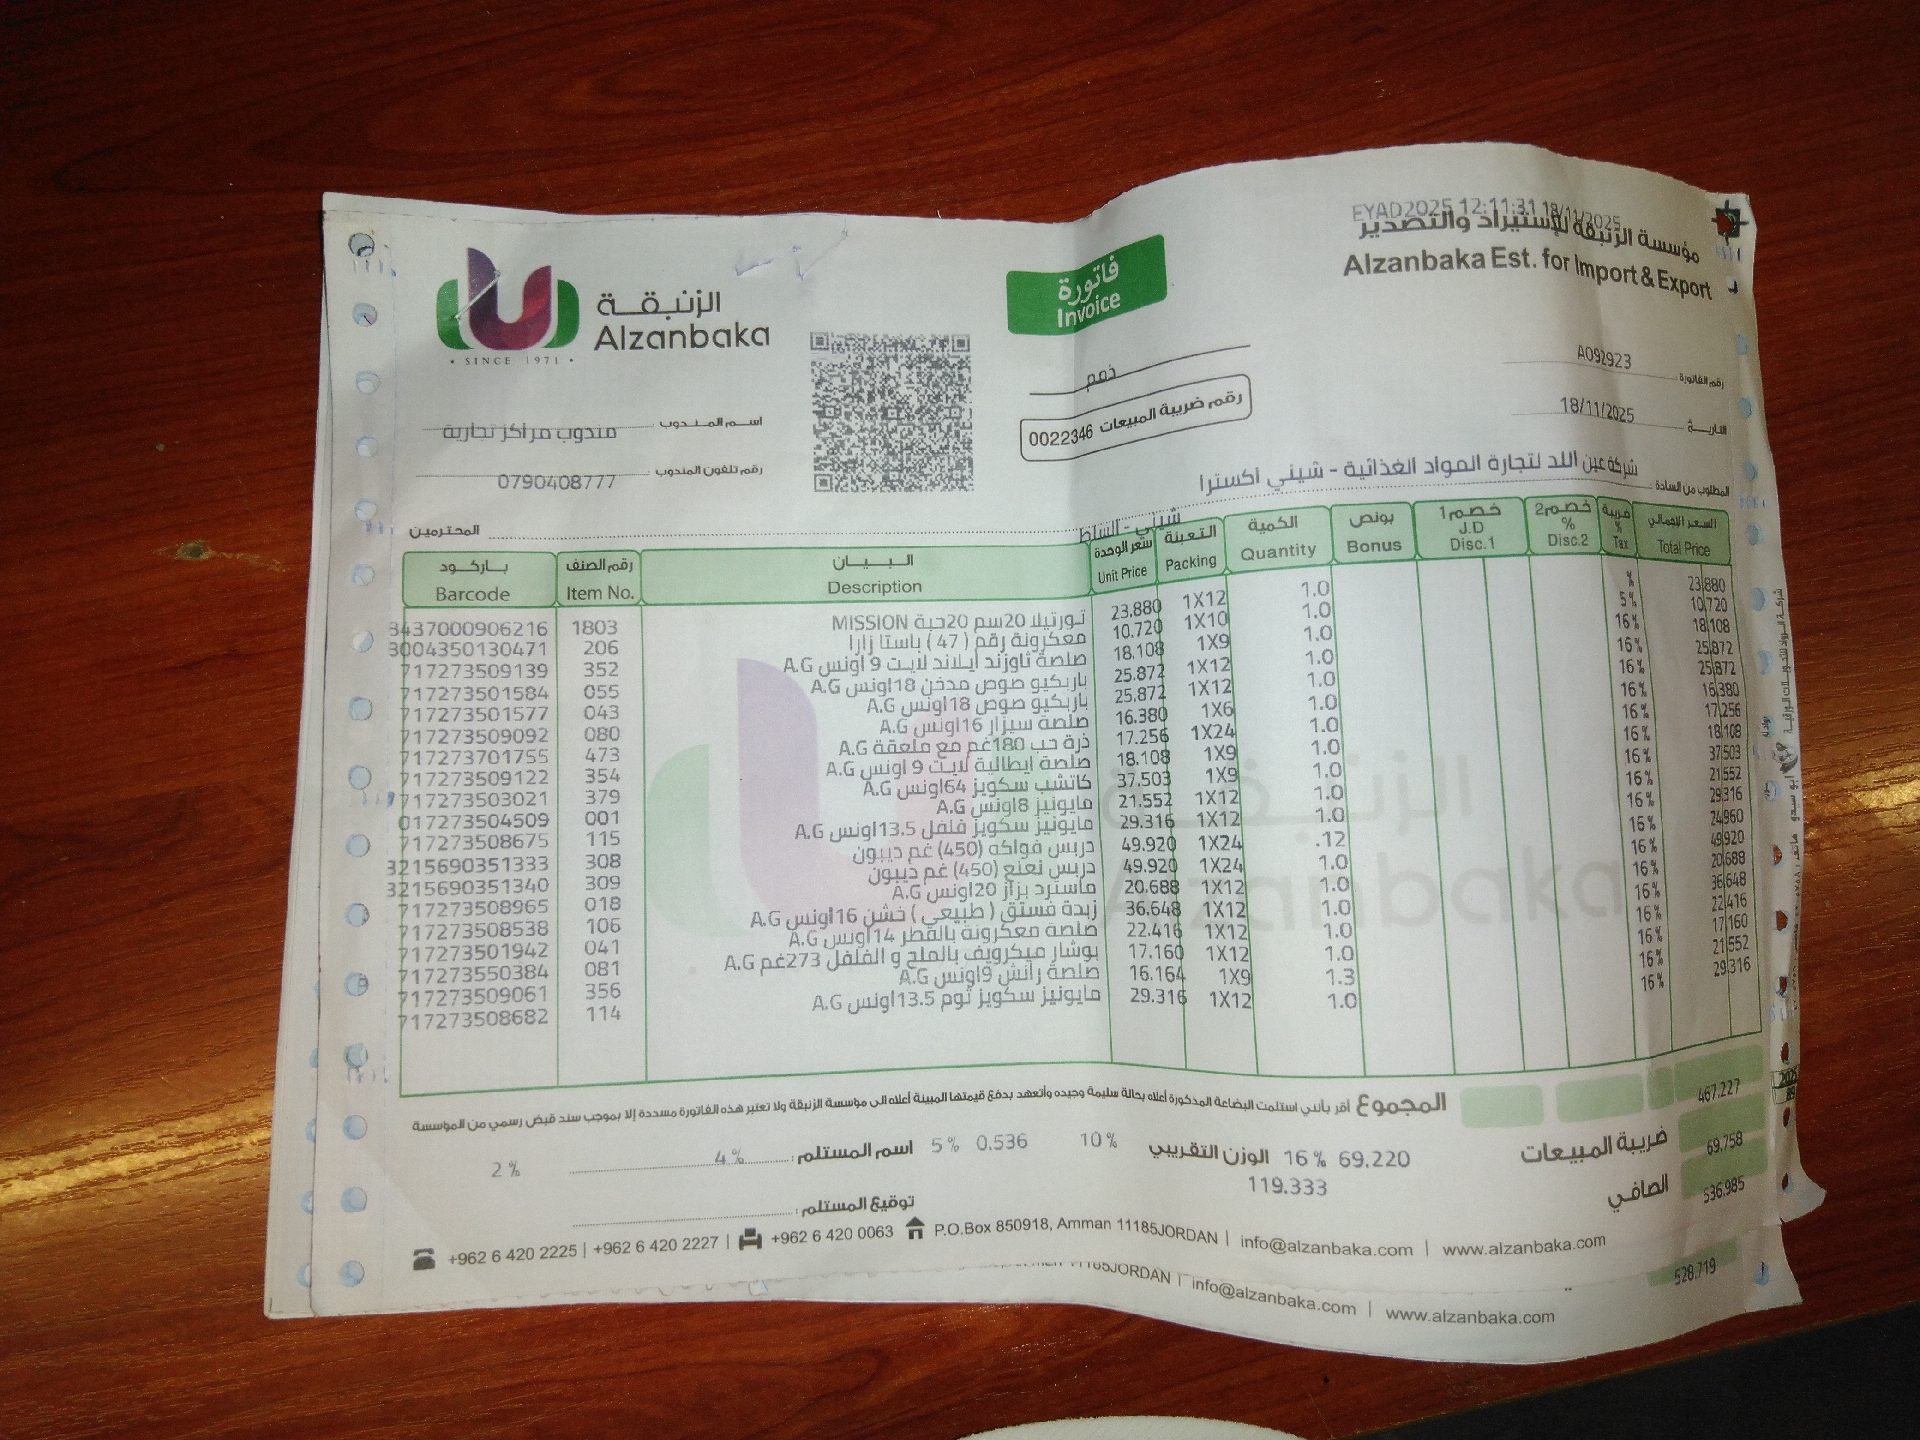 EYAD2025 12:11:31 18/11/2025
مؤسسة الزنبقة للإستيراد والتصدير
Alzanbaka Est. for Import & Export
الزنبقة
Alzanbaka
• SINCE 1971 •
فاتورة
Invoice
ذمم
رقم ضريبة المبيعات 0022346
رقم الفاتورة A092923
التاريخ 18/11/2025
اسم المندوب مندوب مراكز تجارية
رقم تلفون المندوب 0790408777
المطلوب من السادة شركة عين اللد لتجارة المواد الغذائية - شيني اكسترا
شيني - السلط المحترمين
باركود رقم الصنف البيان سعر الوحدة التعبئة الكمية بونص خصم 1 خصم 2 ضريبة السعر الإجمالي
Barcode Item No. Description Unit Price Packing Quantity Bonus J.D Disc.1 % Disc.2 % Tax Total Price
8437000906216 1803 تورتيلا 20سم 20حبة MISSION 23.880 1X12 1.0 % 23.880
8004350130471 206 معكرونة رقم ( 47 ) باستا زارا 10.720 1X10 1.0 5% 10.720
717273509139 352 صلصة ثاوزند أيلاند لايت 9 اونس A.G 18.108 1X9 1.0 16% 18.108
717273501584 055 باربكيو صوص مدخن 18اونس A.G 25.872 1X12 1.0 16% 25.872
717273501577 043 باربكيو صوص 18اونس A.G 25.872 1X12 1.0 16% 25.872
717273509092 080 صلصة سيزار 16اونس A.G 16.380 1X6 1.0 16% 16.380
717273701755 473 ذرة حب 180غم مع ملعقة A.G 17.256 1X24 1.0 16% 17.256
717273509122 354 صلصة ايطالية لايت 9 اونس A.G 18.108 1X9 1.0 16% 18.108
717273503021 379 كاتشب سكويز 64اونس A.G 37.503 1X9 1.0 16% 37.503
017273504509 001 مايونيز 8اونس A.G 21.552 1X12 1.0 16% 21.552
717273508675 115 مايونيز سكويز فلفل 13.5اونس A.G 29.316 1X12 1.0 16% 29.316
3215690351333 308 دربس فواكه (450) غم ديبون 49.920 1X24 .12 16% 24.960
3215690351340 309 دربس نعنع (450) غم ديبون 49.920 1X24 1.0 16% 49.920
717273508965 018 ماسترد براز 20اونس A.G 20.688 1X12 1.0 16% 20.688
717273508538 106 زبدة فستق ( طبيعي ) خشن 16اونس A.G 36.648 1X12 1.0 16% 36.648
717273501942 041 صلصة معكرونة بالفطر 14اونس A.G 22.416 1X12 1.0 16% 22.416
717273550384 081 بوشار ميكرويف بالملح و الفلفل 273غم A.G 17.160 1X12 1.0 16% 17.160
717273509061 356 صلصة رانش 9اونس A.G 16.164 1X9 1.3 16% 21.552
717273508682 114 مايونيز سكويز ثوم 13.5اونس A.G 29.316 1X12 1.0 16% 29.316
المجموع 467.227
أقر بأنني استلمت البضاعة المذكورة أعلاه بحالة سليمة وجيده وأتعهد بدفع قيمتها المبينة أعلاه الى مؤسسة الزنبقة ولا تعتبر هذه الفاتورة مسددة إلا بموجب سند قبض رسمي من المؤسسة
ضريبة المبيعات 69.758
الوزن التقريبي 16% 69.220
10% 5% 0.536
اسم المستلم : 4% 2%
119.333
الصافي 536.985
توقيع المستلم :
+962 6 420 2225 | +962 6 420 2227 | +962 6 420 0063 P.O.Box 850918, Amman 11185JORDAN | info@alzanbaka.com | www.alzanbaka.com
528.719
11185JORDAN | info@alzanbaka.com | www.alzanbaka.com